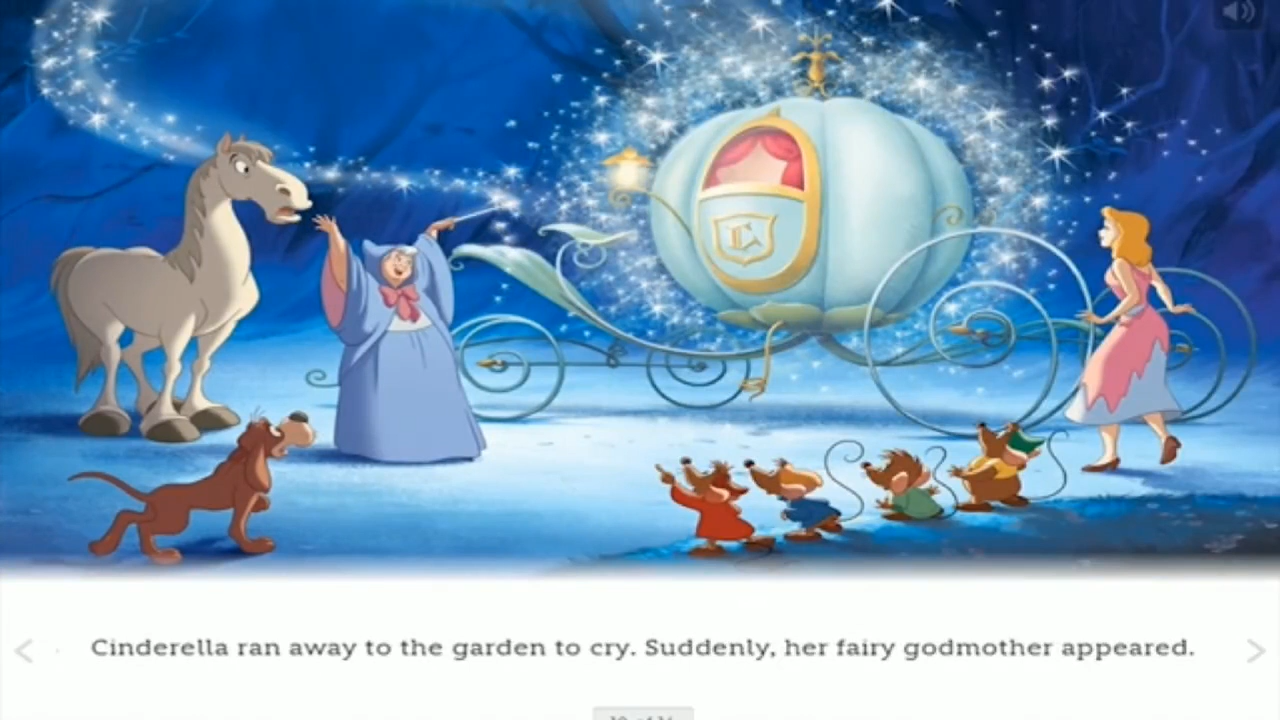 C
Cinderella ran away to the garden to cry. Suddenly, her fairy godmother appeared.